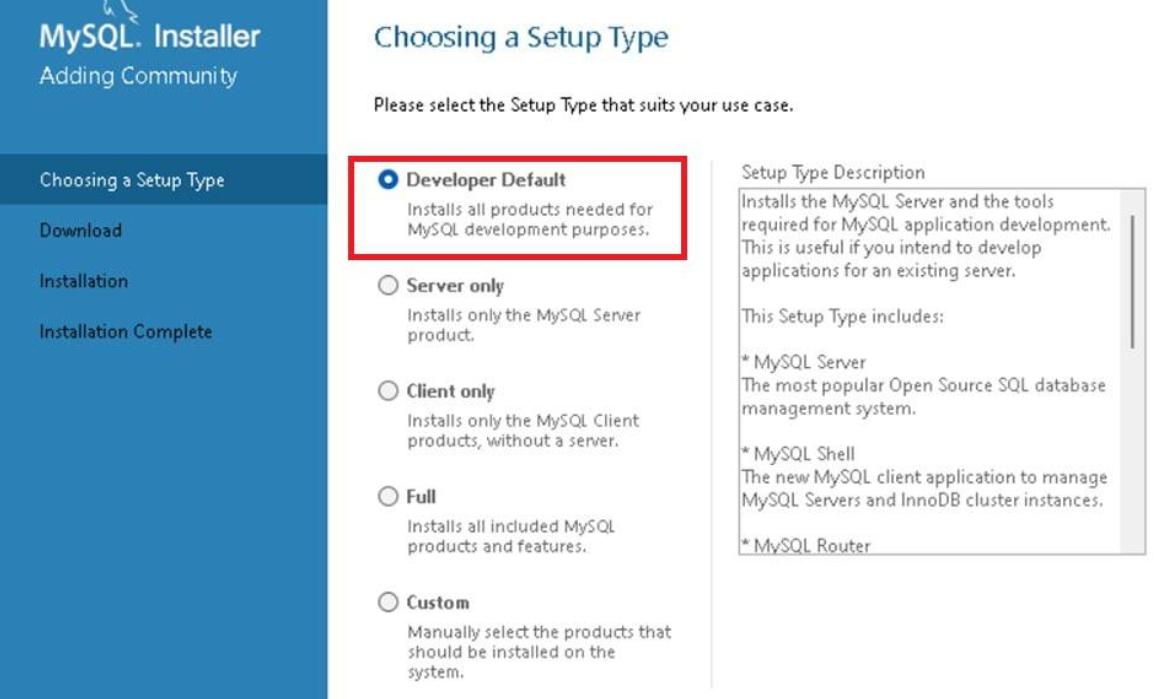 MySQL. Installer
Adding Community
Choosing a Setup Type
Download
Installation
Installation Complete
Choosing a Setup Type
Please select the Setup Type that suits your use case.
Developer Default
Installs all products needed for
MySQL development purposes.
Server only
Installs only the MySQL Server
product.
Client only
Installs only the MySQL Client
products, without a server.
Full
Installs all included MySQL
products and features.
Custom
Manually select the products that
should be installed on the
system.
Setup Type Description
Installs the MySQL Server and the tools
required for MySQL application development.
This is useful if you intend to develop
applications for an existing server.
This Setup Type includes:
* MySQL Server
The most popular Open Source SQL database
management system.
* MySQL Shell
The new MySQL client application to manage
MySQL Servers and InnoDB cluster instances.
* MySQL Router